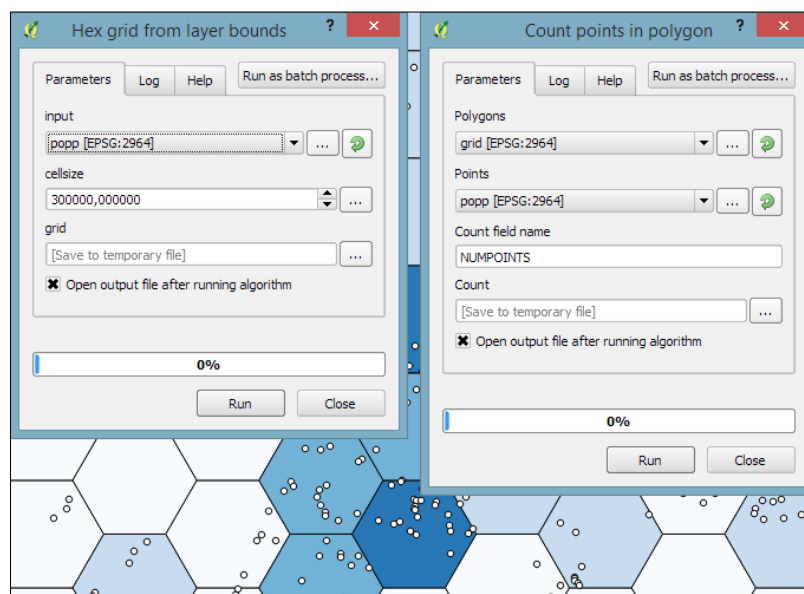 Hex grid from layer bounds
?
×
Parameters
Log
Help
Run as batch process...
input
popp [EPSG:2964]
...
cellsize
300000,000000
...
grid
[Save to temporary file]
...
Open output file after running algorithm
0%
Run
Close
Count points in polygon
?
×
Parameters
Log
Help
Run as batch process...
Polygons
grid [EPSG:2964]
...
Points
popp [EPSG:2964]
...
Count field name
NUMPOINTS
Count
[Save to temporary file]
...
Open output file after running algorithm
0%
Run
Close